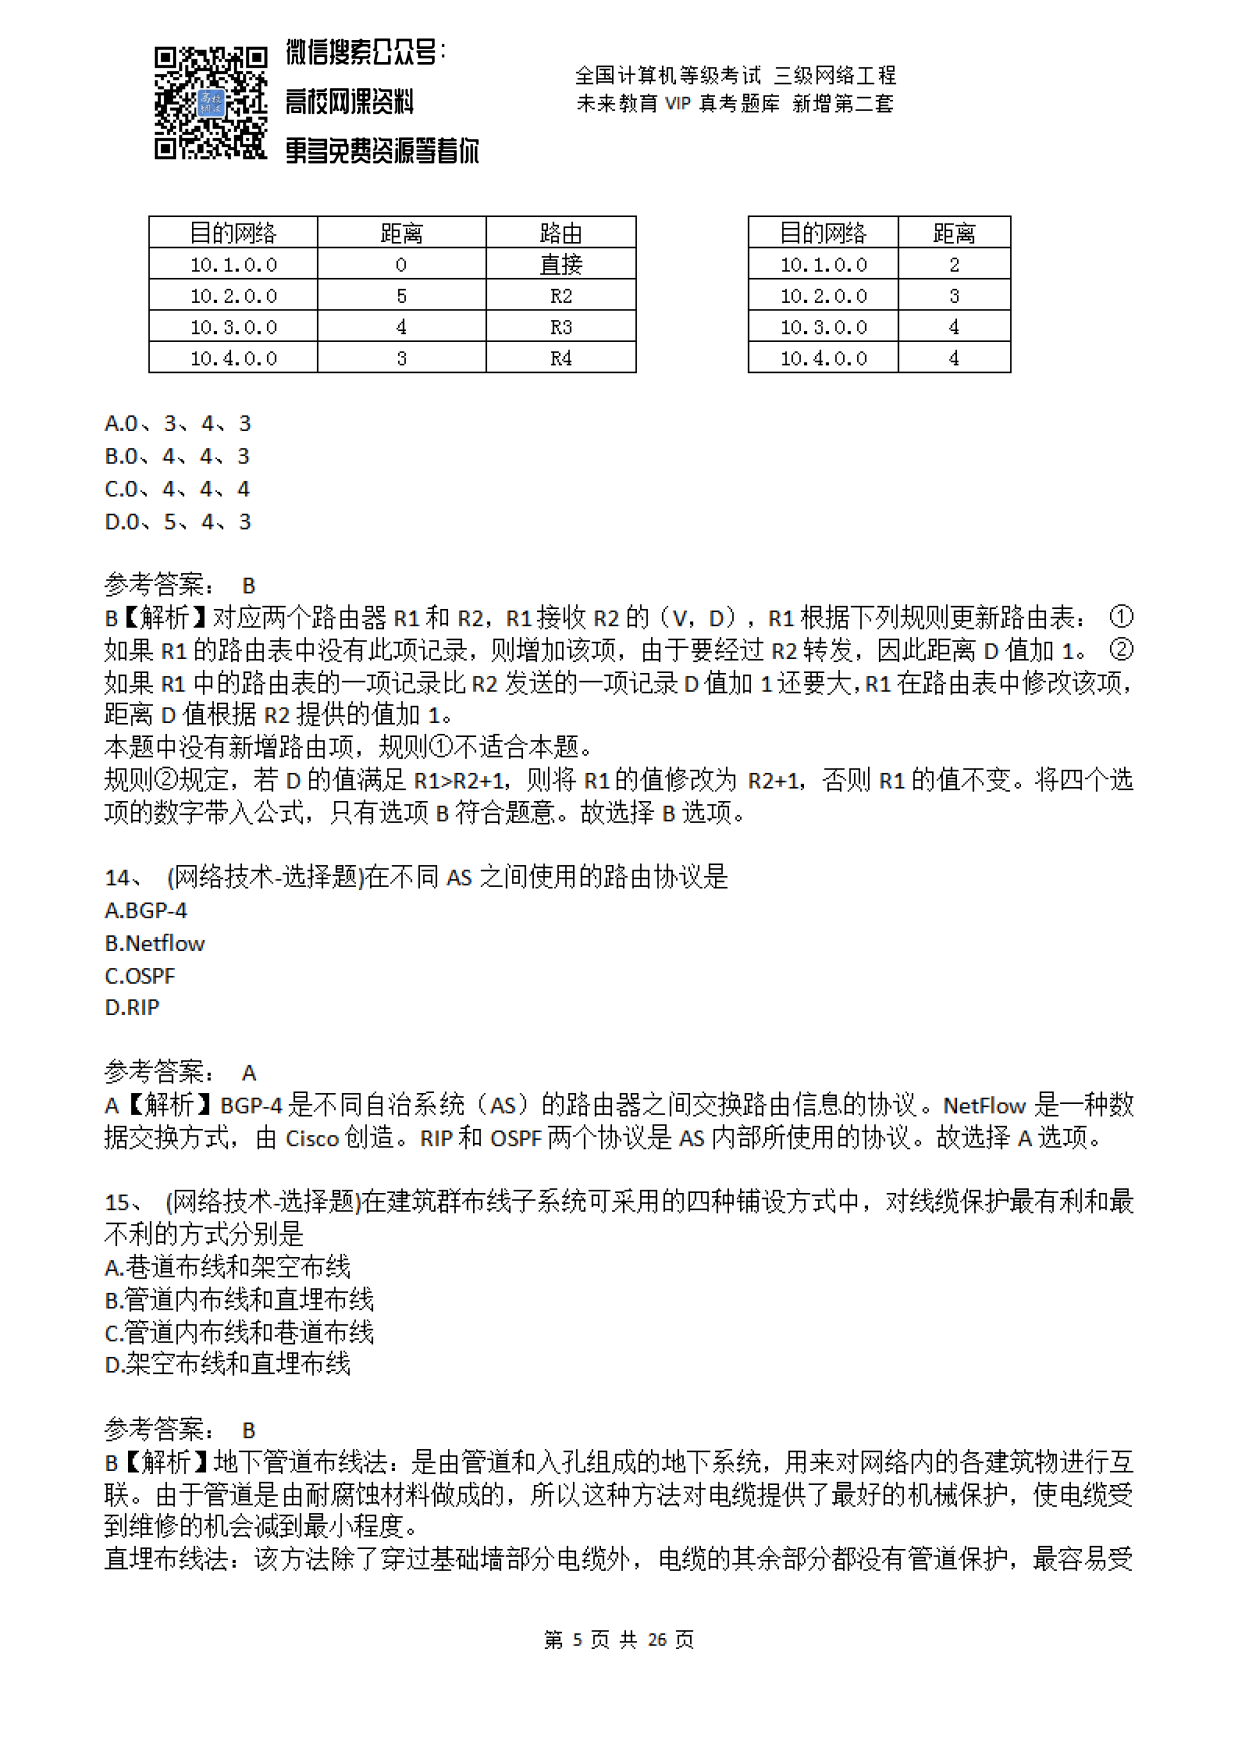 微信搜索公众号：
高校网课资料
更多免费资源等着你
全国计算机等级考试 三级网络工程
未来教育 VIP 真考题库 新增第二套
目的网络 距离 路由
10.1.0.0 0 直接
10.2.0.0 5 R2
10.3.0.0 4 R3
10.4.0.0 3 R4
目的网络 距离
10.1.0.0 2
10.2.0.0 3
10.3.0.0 4
10.4.0.0 4
A.0、3、4、3
B.0、4、4、3
C.0、4、4、4
D.0、5、4、3
参考答案： B
B【解析】对应两个路由器 R1 和 R2，R1 接收 R2 的（V，D），R1 根据下列规则更新路由表： ①
如果 R1 的路由表中没有此项记录，则增加该项，由于要经过 R2 转发，因此距离 D 值加 1。 ②
如果 R1 中的路由表的一项记录比 R2 发送的一项记录 D 值加 1 还要大，R1 在路由表中修改该项，
距离 D 值根据 R2 提供的值加 1。
本题中没有新增路由项，规则①不适合本题。
规则②规定，若 D 的值满足 R1>R2+1，则将 R1 的值修改为 R2+1，否则 R1 的值不变。将四个选
项的数字带入公式，只有选项 B 符合题意。故选择 B 选项。
14、 (网络技术-选择题)在不同 AS 之间使用的路由协议是
A.BGP-4
B.Netflow
C.OSPF
D.RIP
参考答案： A
A【解析】BGP-4 是不同自治系统（AS）的路由器之间交换路由信息的协议。NetFlow 是一种数
据交换方式，由 Cisco 创造。RIP 和 OSPF 两个协议是 AS 内部所使用的协议。故选择 A 选项。
15、 (网络技术-选择题)在建筑群布线子系统可采用的四种铺设方式中，对线缆保护最有利和最
不利的方式分别是
A.巷道布线和架空布线
B.管道内布线和直埋布线
C.管道内布线和巷道布线
D.架空布线和直埋布线
参考答案： B
B【解析】地下管道布线法：是由管道和入孔组成的地下系统，用来对网络内的各建筑物进行互
联。由于管道是由耐腐蚀材料做成的，所以这种方法对电缆提供了最好的机械保护，使电缆受
到维修的机会减到最小程度。
直埋布线法：该方法除了穿过基础墙部分电缆外，电缆的其余部分都没有管道保护，最容易受
第 5 页 共 26 页